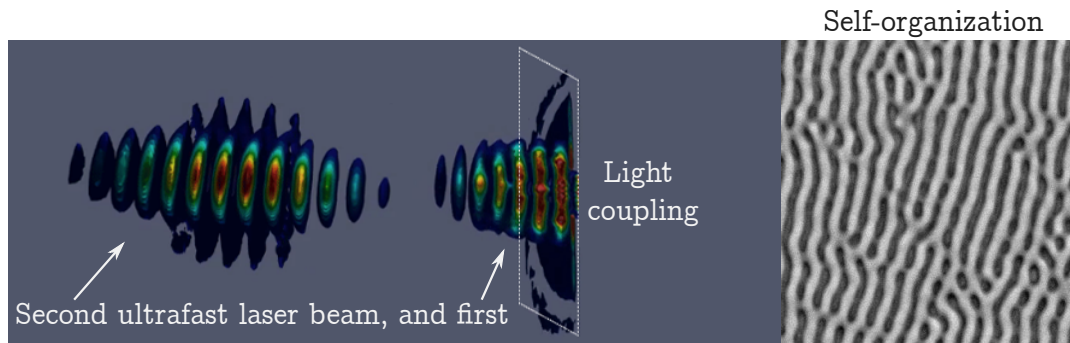 Self-organization
Light
coupling
Second ultrafast laser beam, and first